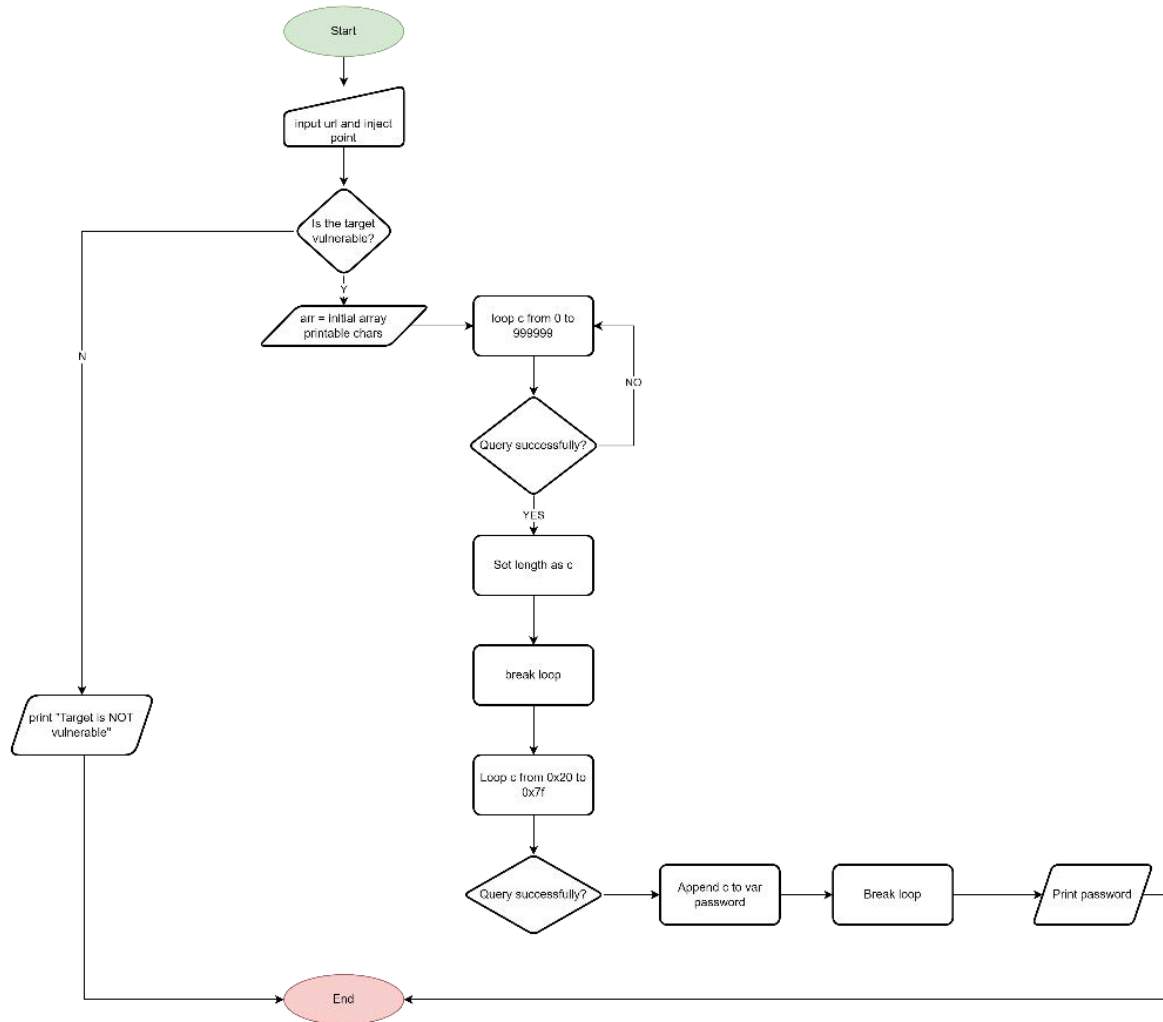 Start
input url and inject
point
Is the target
vulnerable?
Y
arr = initial array
printable chars
loop c from 0 to
999999
N
NO
Query successfully?
YES
Set length as c
break loop
print "Target is NOT
vulnerable"
Loop c from 0x20 to
0x7f
Query successfully?
Append c to var
password
Break loop
Print password
End